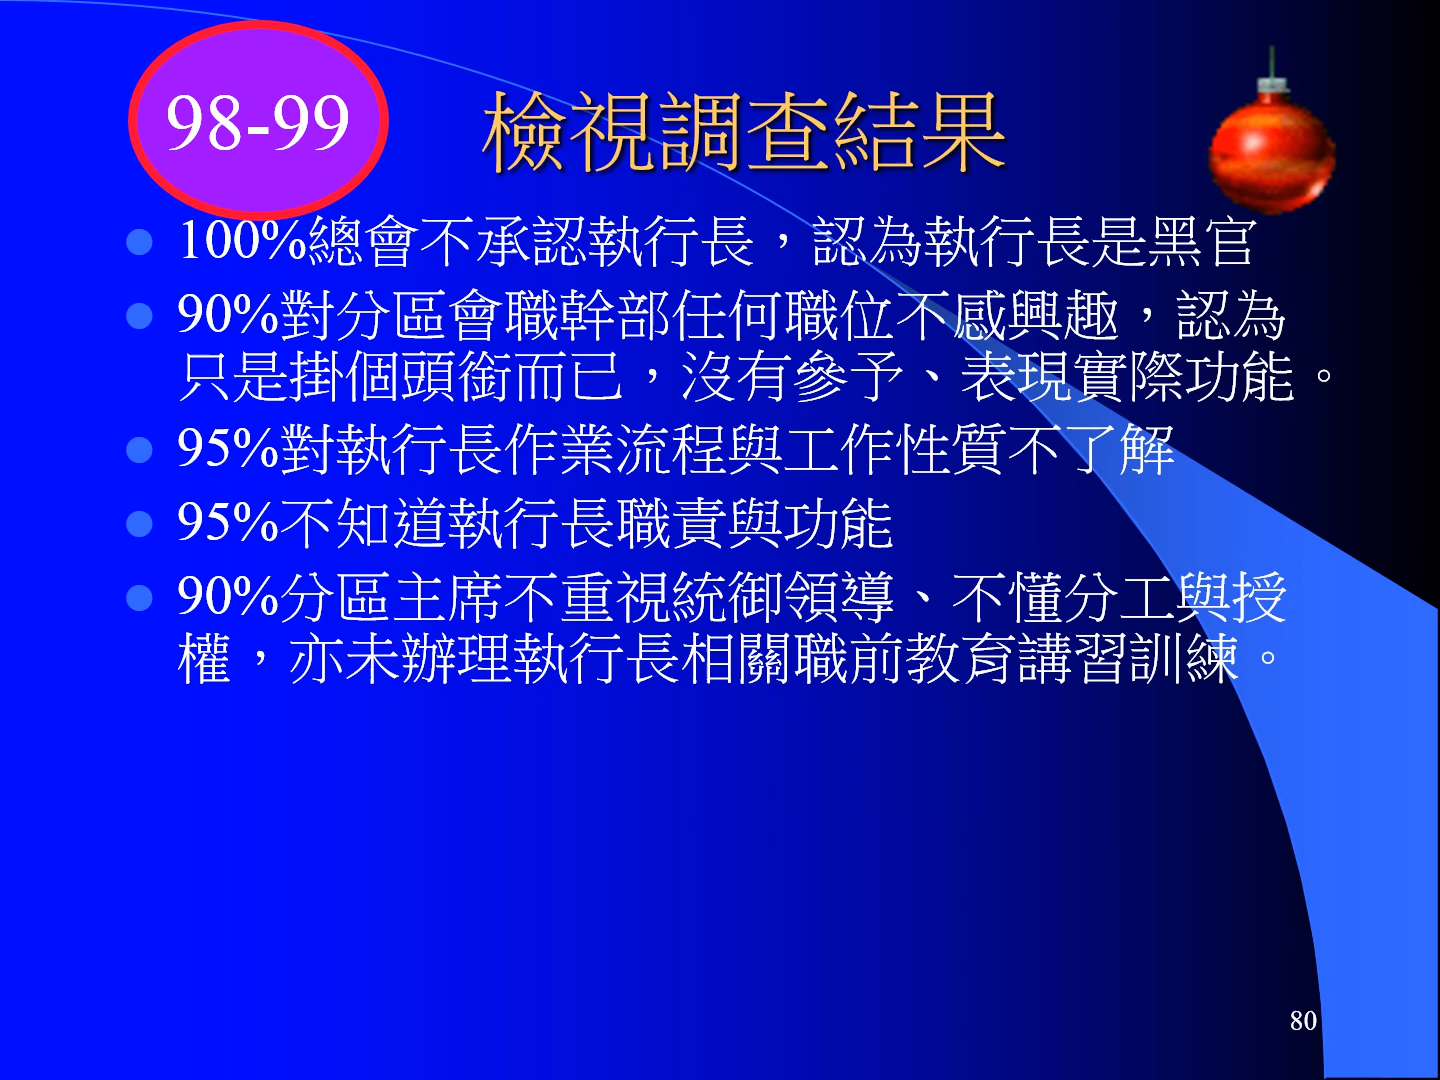 98-99
檢視調查結果
100%總會不承認執行長，認為執行長是黑官
90%對分區會職幹部任何職位不感興趣，認為
只是掛個頭銜而已，沒有參予、表現實際功能。
95%對執行長作業流程與工作性質不了解
95%不知道執行長職責與功能
90%分區主席不重視統御領導、不懂分工與授
權，亦未辦理執行長相關職前教育講習訓練。
80